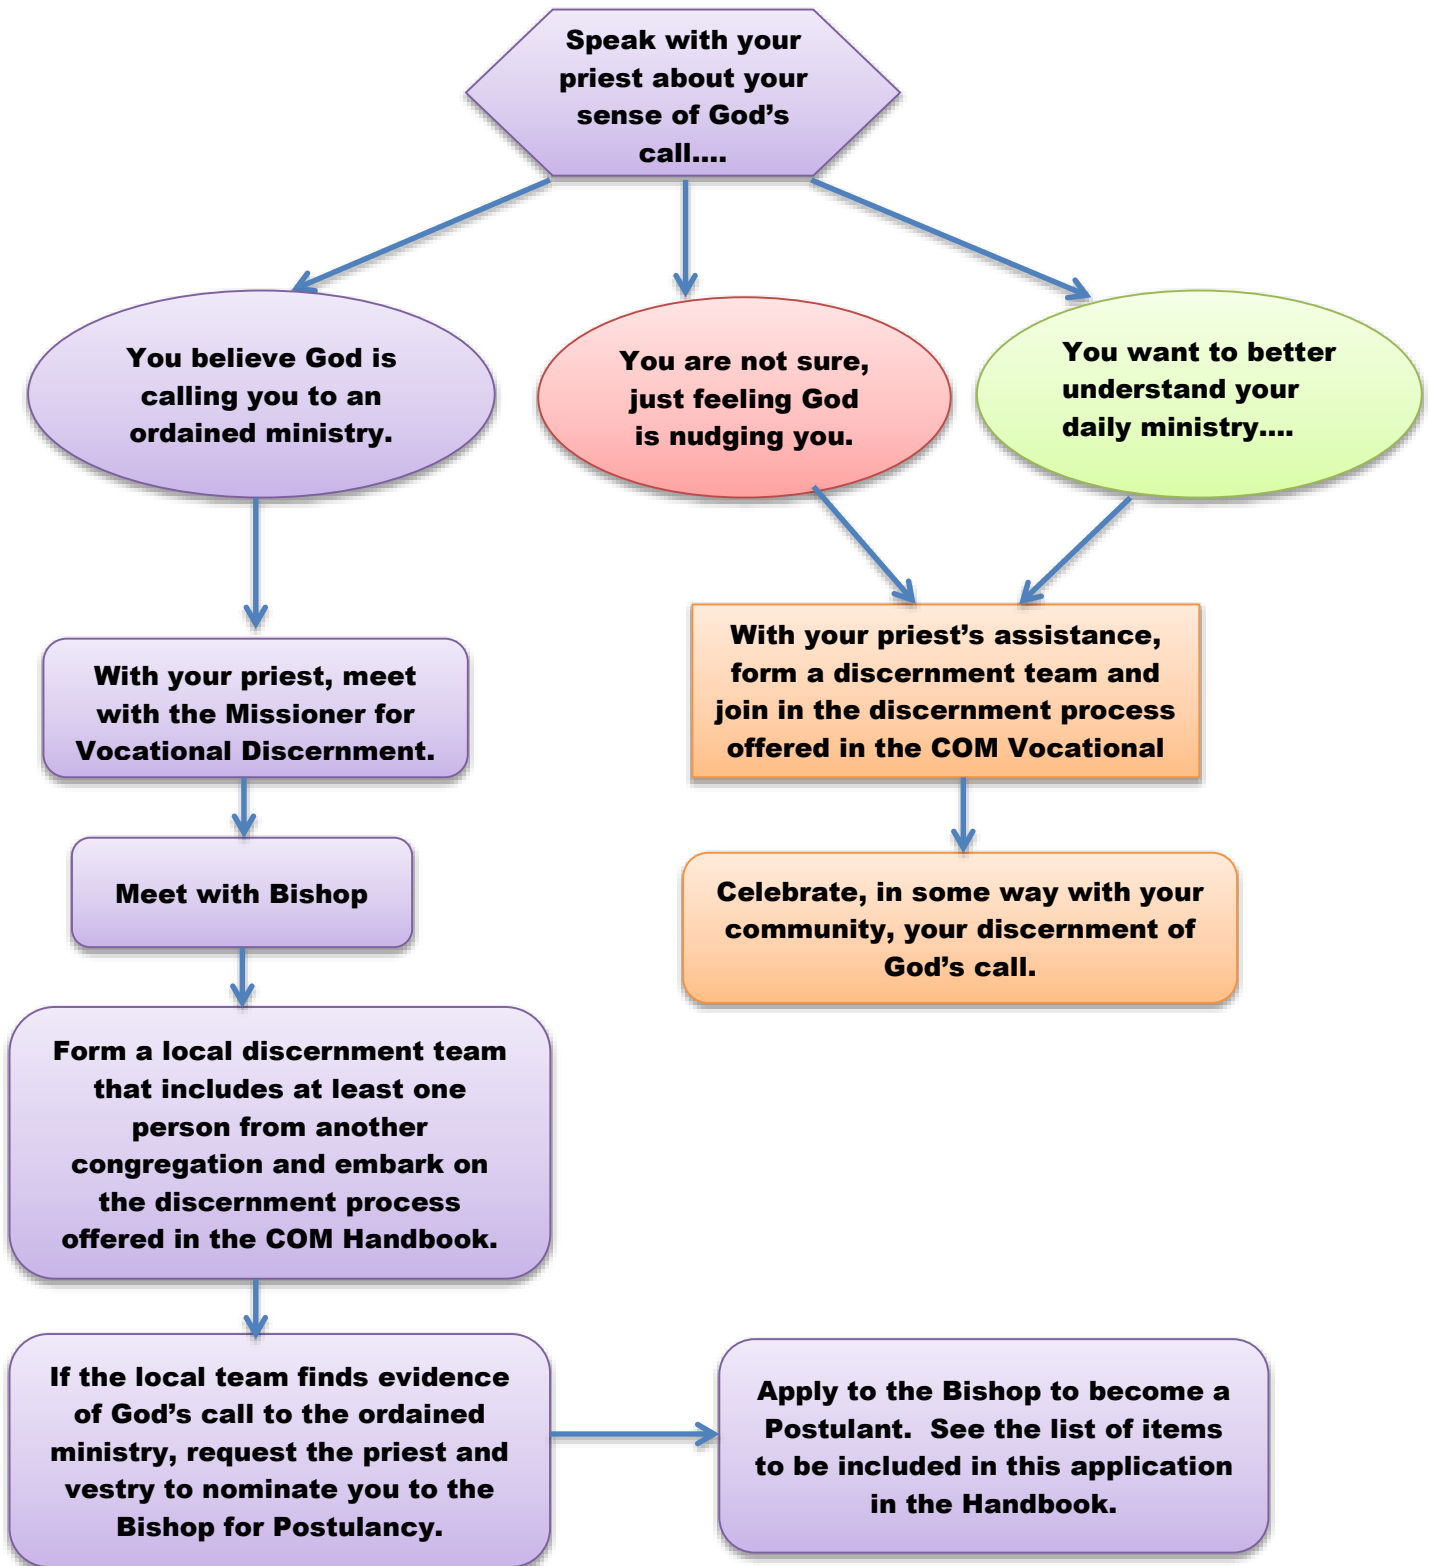 Speak with your
priest about your
sense of God’s
call....
You believe God is
calling you to an
ordained ministry.
You are not sure,
just feeling God
is nudging you.
You want to better
understand your
daily ministry....
With your priest, meet
with the Missioner for
Vocational Discernment.
With your priest’s assistance,
form a discernment team and
join in the discernment process
offered in the COM Vocational
Meet with Bishop
Celebrate, in some way with your
community, your discernment of
God’s call.
Form a local discernment team
that includes at least one
person from another
congregation and embark on
the discernment process
offered in the COM Handbook.
If the local team finds evidence
of God’s call to the ordained
ministry, request the priest and
vestry to nominate you to the
Bishop for Postulancy.
Apply to the Bishop to become a
Postulant.  See the list of items
to be included in this application
in the Handbook.